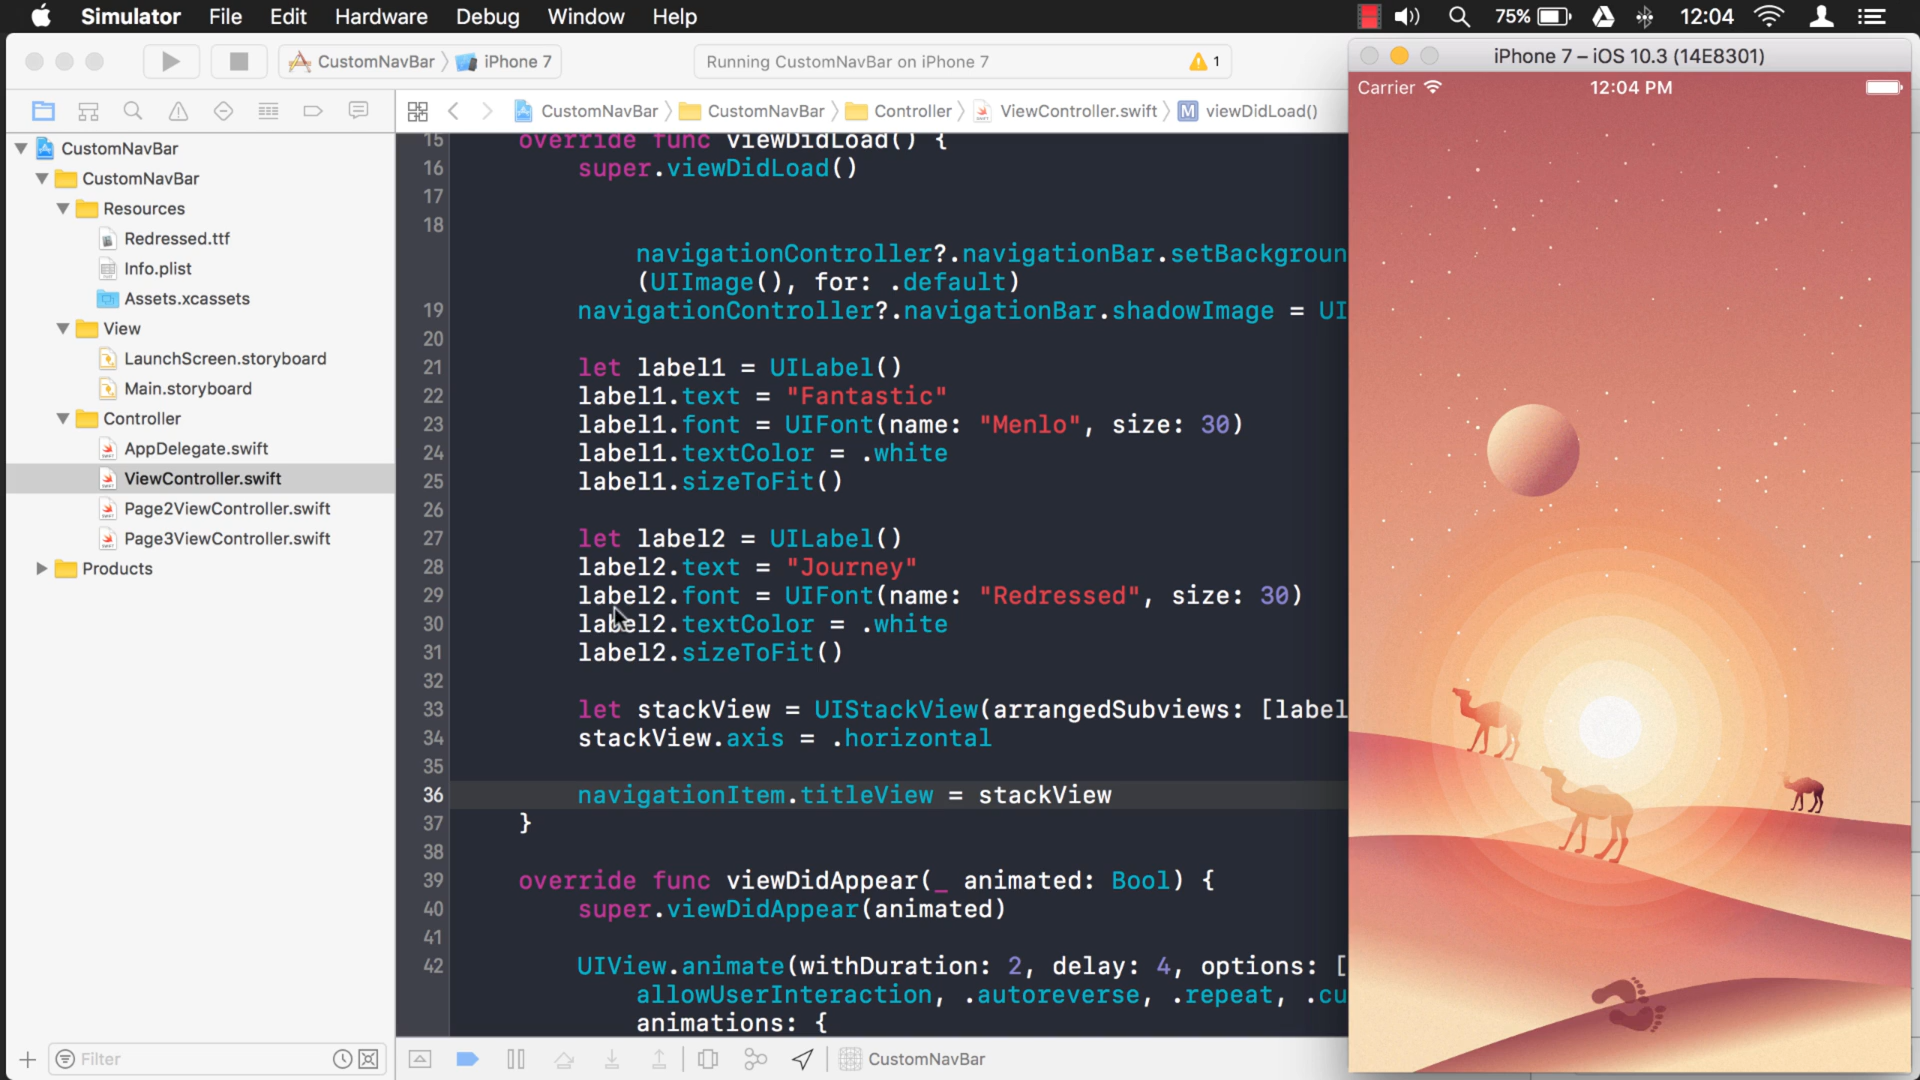 Simulator File Edit Hardware Debug Window Help 75% 12:04
CustomNavBar iPhone 7
Running CustomNavBar on iPhone 7
1
iPhone 7 – iOS 10.3 (14E8301)
Carrier 12:04 PM
CustomNavBar CustomNavBar Controller ViewController.swift M viewDidLoad()
CustomNavBar
CustomNavBar
Resources
Redressed.ttf
Info.plist
Assets.xcassets
View
LaunchScreen.storyboard
Main.storyboard
Controller
AppDelegate.swift
ViewController.swift
Page2ViewController.swift
Page3ViewController.swift
Products
Filter
15 override func viewDidLoad() {
16 super.viewDidLoad()
17
18
navigationController?.navigationBar.setBackgroun
(UIImage(), for: .default)
19 navigationController?.navigationBar.shadowImage = UI
20
21 let label1 = UILabel()
22 label1.text = "Fantastic"
23 label1.font = UIFont(name: "Menlo", size: 30)
24 label1.textColor = .white
25 label1.sizeToFit()
26
27 let label2 = UILabel()
28 label2.text = "Journey"
29 label2.font = UIFont(name: "Redressed", size: 30)
30 label2.textColor = .white
31 label2.sizeToFit()
32
33 let stackView = UIStackView(arrangedSubviews: [label
34 stackView.axis = .horizontal
35
36 navigationItem.titleView = stackView
37 }
38
39 override func viewDidAppear(_ animated: Bool) {
40 super.viewDidAppear(animated)
41
42 UIView.animate(withDuration: 2, delay: 4, options: [
allowUserInteraction, .autoreverse, .repeat, .cu
animations: {
CustomNavBar